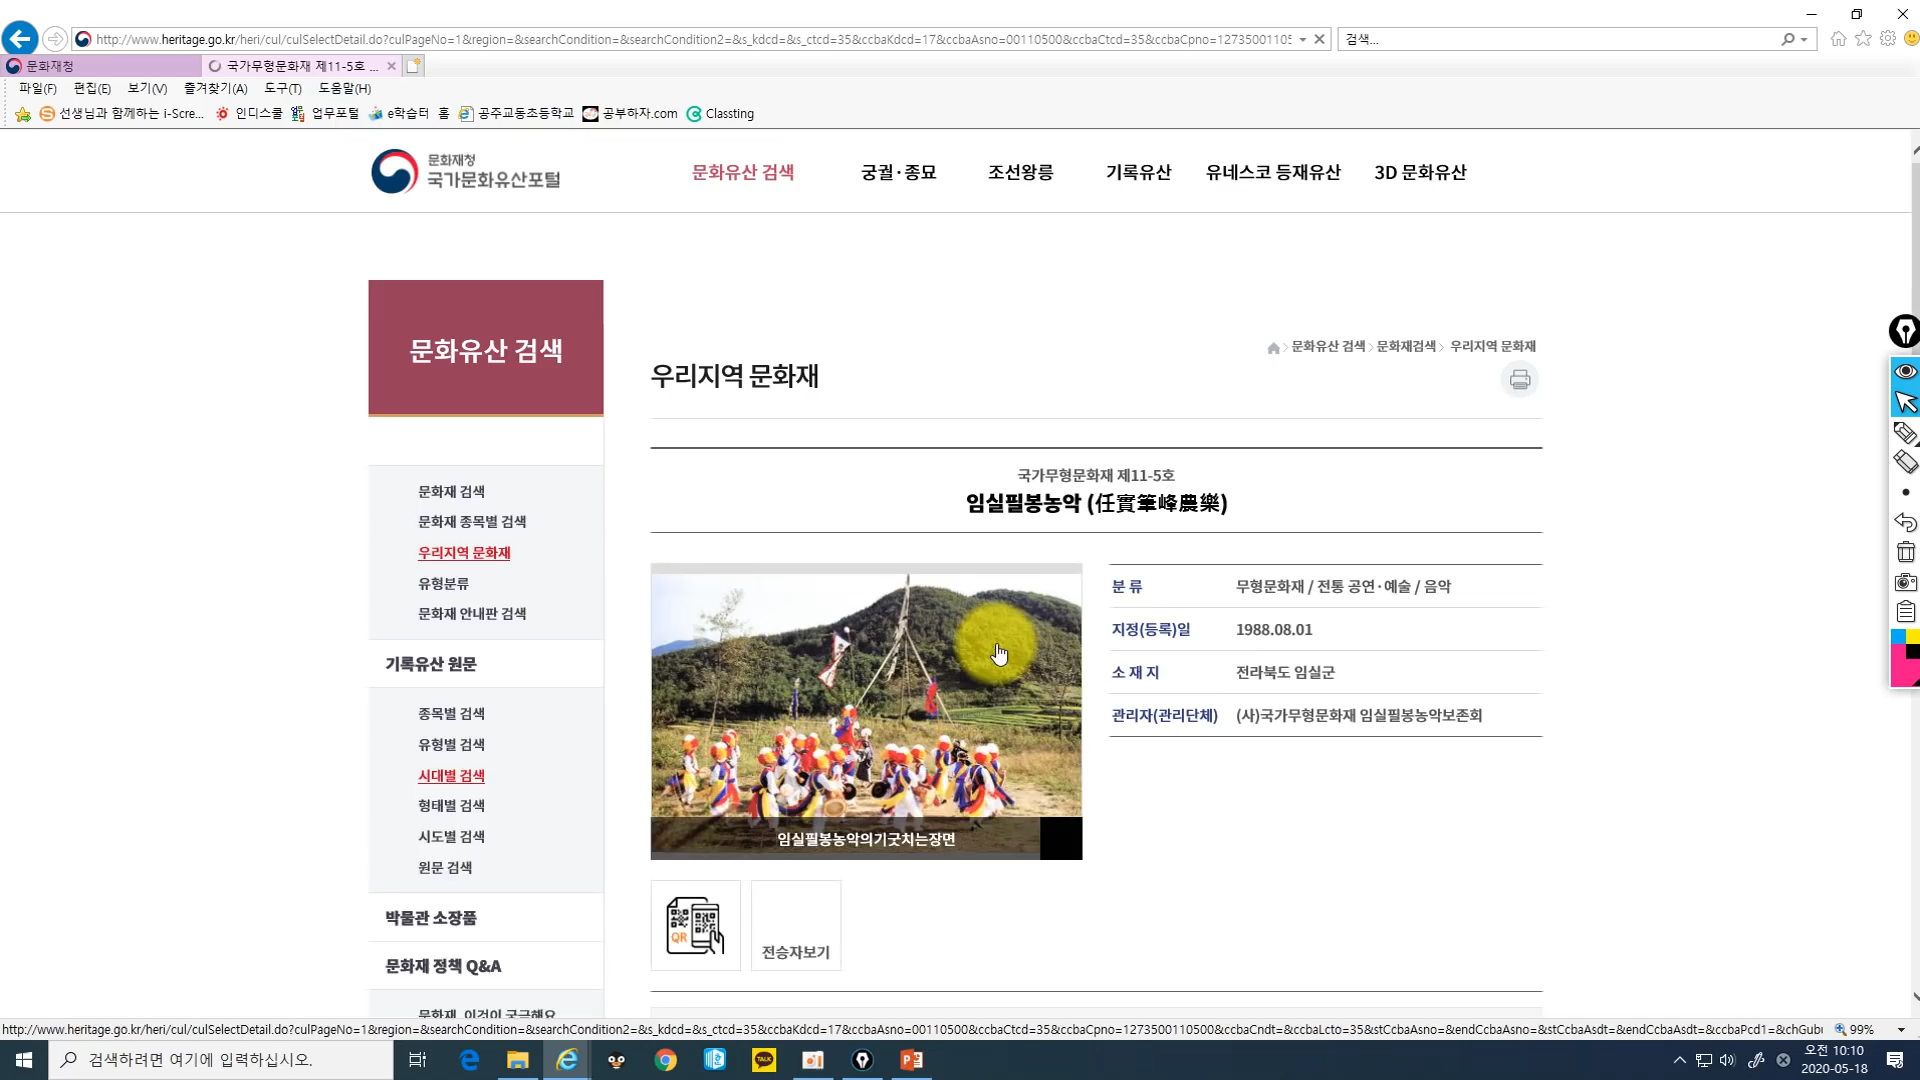 http://www.heritage.go.kr/heri/cul/culSelectDetail.do?culPageNo=1&region=&searchCondition=&searchCondition2=&s_kdcd=&s_ctcd=35&ccbaKdcd=17&ccbaAsno=00110500&ccbaCtcd=35&ccbaCpno=12735001105
검색...
문화재청
국가무형문화재 제11-5호 ...
파일(F) 편집(E) 보기(V) 즐겨찾기(A) 도구(T) 도움말(H)
선생님과 함께하는 i-Scre... 인디스쿨 업무포털 e학습터 홈 공주교동초등학교 공부하자.com Classting
문화재청
국가문화유산포털
문화유산 검색 궁궐·종묘 조선왕릉 기록유산 유네스코 등재유산 3D 문화유산
문화유산 검색
문화유산 검색 > 문화재검색 > 우리지역 문화재
우리지역 문화재
국가무형문화재 제11-5호
임실필봉농악 (任實筆峰農樂)
문화재 검색
문화재 종목별 검색
우리지역 문화재
유형분류
문화재 안내판 검색
기록유산 원문
종목별 검색
유형별 검색
시대별 검색
형태별 검색
시도별 검색
원문 검색
박물관 소장품
문화재 정책 Q&A
문화재, 이것이 궁금해요
분 류 무형문화재 / 전통 공연·예술 / 음악
지정(등록)일 1988.08.01
소 재 지 전라북도 임실군
관리자(관리단체) (사)국가무형문화재 임실필봉농악보존회
임실필봉농악의기굿치는장면
QR
전승자보기
http://www.heritage.go.kr/heri/cul/culSelectDetail.do?culPageNo=1&region=&searchCondition=&searchCondition2=&s_kdcd=&s_ctcd=35&ccbaKdcd=17&ccbaAsno=00110500&ccbaCtcd=35&ccbaCpno=1273500110500&ccbaCndt=&ccbaLcto=35&stCcbaAsno=&endCcbaAsno=&stCcbaAsdt=&endCcbaAsdt=&ccbaPcd1=&chGubu
99%
검색하려면 여기에 입력하십시오.
TALK
오전 10:10
2020-05-18